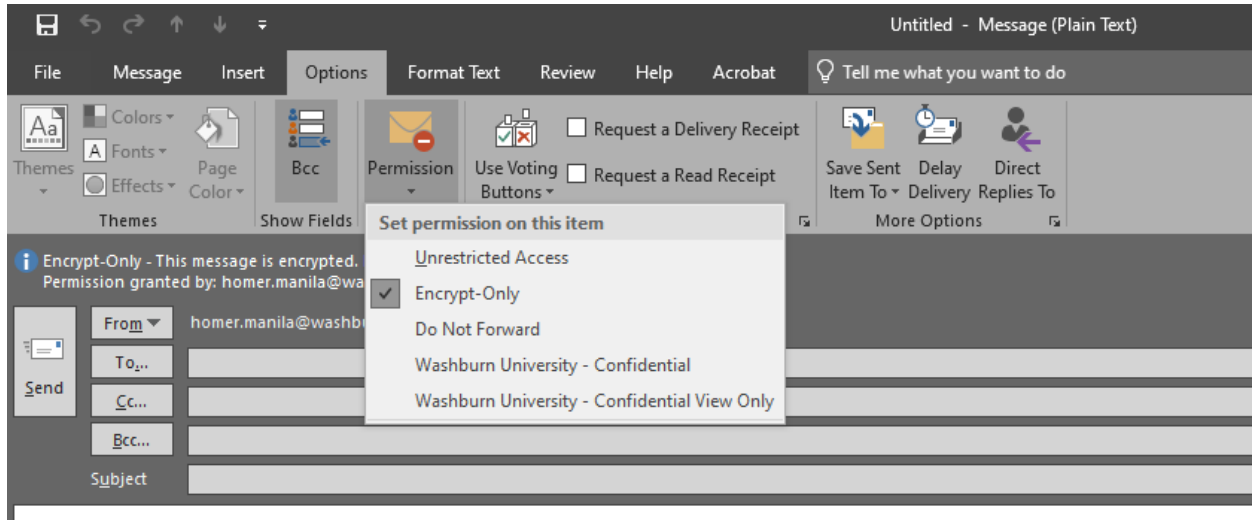 Untitled - Message (Plain Text)
File Message Insert Options Format Text Review Help Acrobat Tell me what you want to do
Aa
Themes
Colors
A Fonts
Effects
Page
Color
Themes
Bcc
Show Fields
Permission
Use Voting
Buttons
Request a Delivery Receipt
Request a Read Receipt
Save Sent
Item To
Delay
Delivery
Direct
Replies To
More Options
Set permission on this item
Unrestricted Access
Encrypt-Only
Do Not Forward
Washburn University - Confidential
Washburn University - Confidential View Only
Encrypt-Only - This message is encrypted.
Permission granted by: homer.manila@wa
Send
From homer.manila@washb
To...
Cc...
Bcc...
Subject